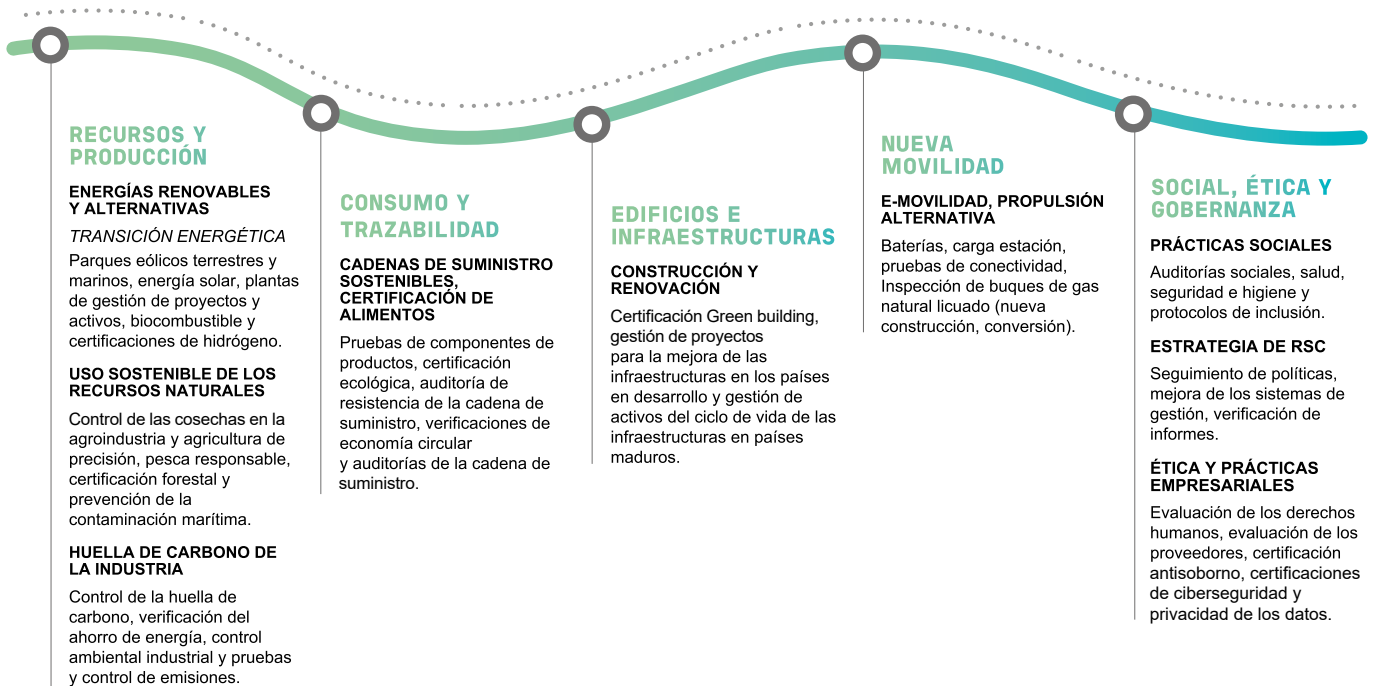 RECURSOS Y
PRODUCCIÓN
ENERGÍAS RENOVABLES
Y ALTERNATIVAS
TRANSICIÓN ENERGÉTICA
Parques eólicos terrestres y
marinos, energía solar, plantas
de gestión de proyectos y
activos, biocombustible y
certificaciones de hidrógeno.
USO SOSTENIBLE DE LOS
RECURSOS NATURALES
Control de las cosechas en la
agroindustria y agricultura de
precisión, pesca responsable,
certificación forestal y
prevención de la
contaminación marítima.
HUELLA DE CARBONO DE
LA INDUSTRIA
Control de la huella de
carbono, verificación del
ahorro de energía, control
ambiental industrial y pruebas
y control de emisiones.
CONSUMO Y
TRAZABILIDAD
CADENAS DE SUMINISTRO
SOSTENIBLES,
CERTIFICACIÓN DE
ALIMENTOS
Pruebas de componentes de
productos, certificación
ecológica, auditoría de
resistencia de la cadena de
suministro, verificaciones de
economía circular
y auditorías de la cadena de
suministro.
EDIFICIOS E
INFRAESTRUCTURAS
CONSTRUCCIÓN Y
RENOVACIÓN
Certificación Green building,
gestión de proyectos
para la mejora de las
infraestructuras en los países
en desarrollo y gestión de
activos del ciclo de vida de las
infraestructuras en países
maduros.
NUEVA
MOVILIDAD
E-MOVILIDAD, PROPULSIÓN
ALTERNATIVA
Baterías, carga estación,
pruebas de conectividad,
Inspección de buques de gas
natural licuado (nueva
construcción, conversión).
SOCIAL, ÉTICA Y
GOBERNANZA
PRÁCTICAS SOCIALES
Auditorías sociales, salud,
seguridad e higiene y
protocolos de inclusión.
ESTRATEGIA DE RSC
Seguimiento de políticas,
mejora de los sistemas de
gestión, verificación de
informes.
ÉTICA Y PRÁCTICAS
EMPRESARIALES
Evaluación de los derechos
humanos, evaluación de los
proveedores, certificación
antisoborno, certificaciones
de ciberseguridad y
privacidad de los datos.